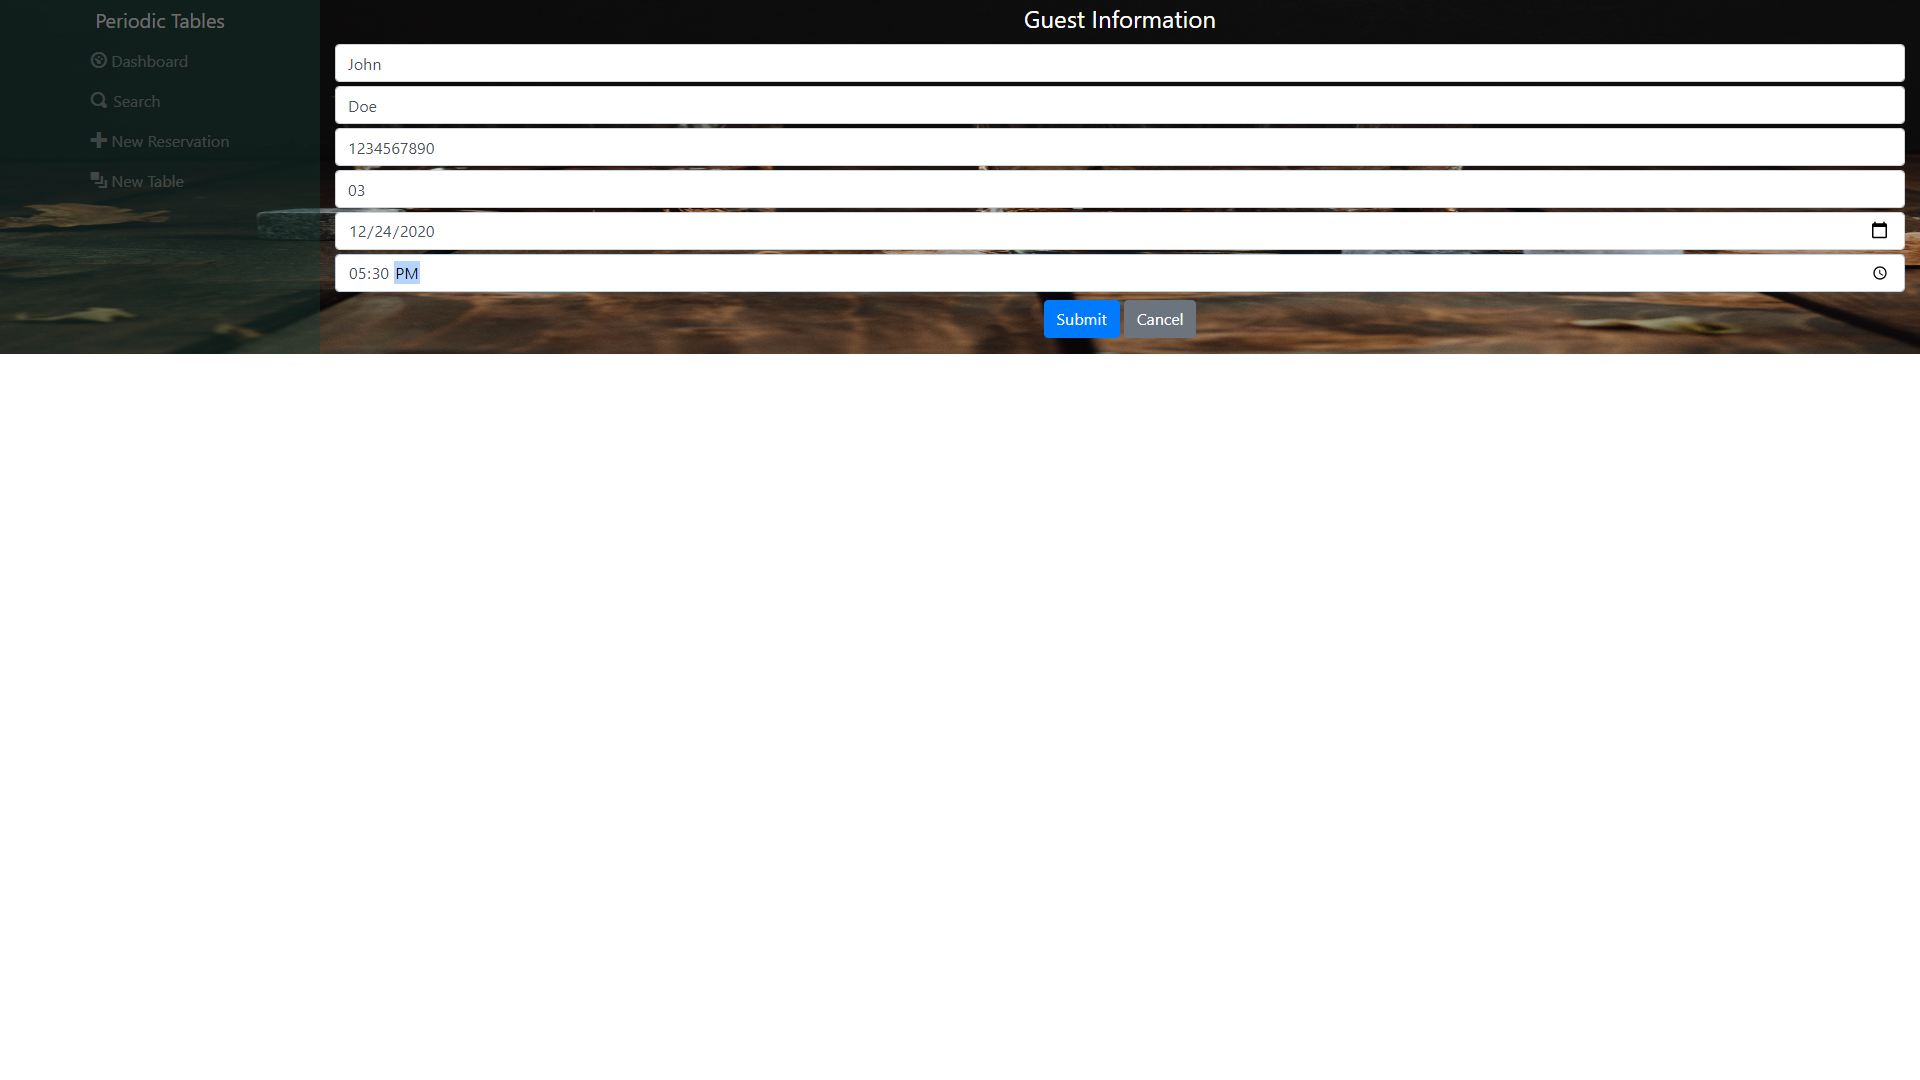 Periodic Tables
Dashboard
Search
New Reservation
New Table
Guest Information
John
Doe
1234567890
03
12/24/2020
05:30 PM
Submit Cancel